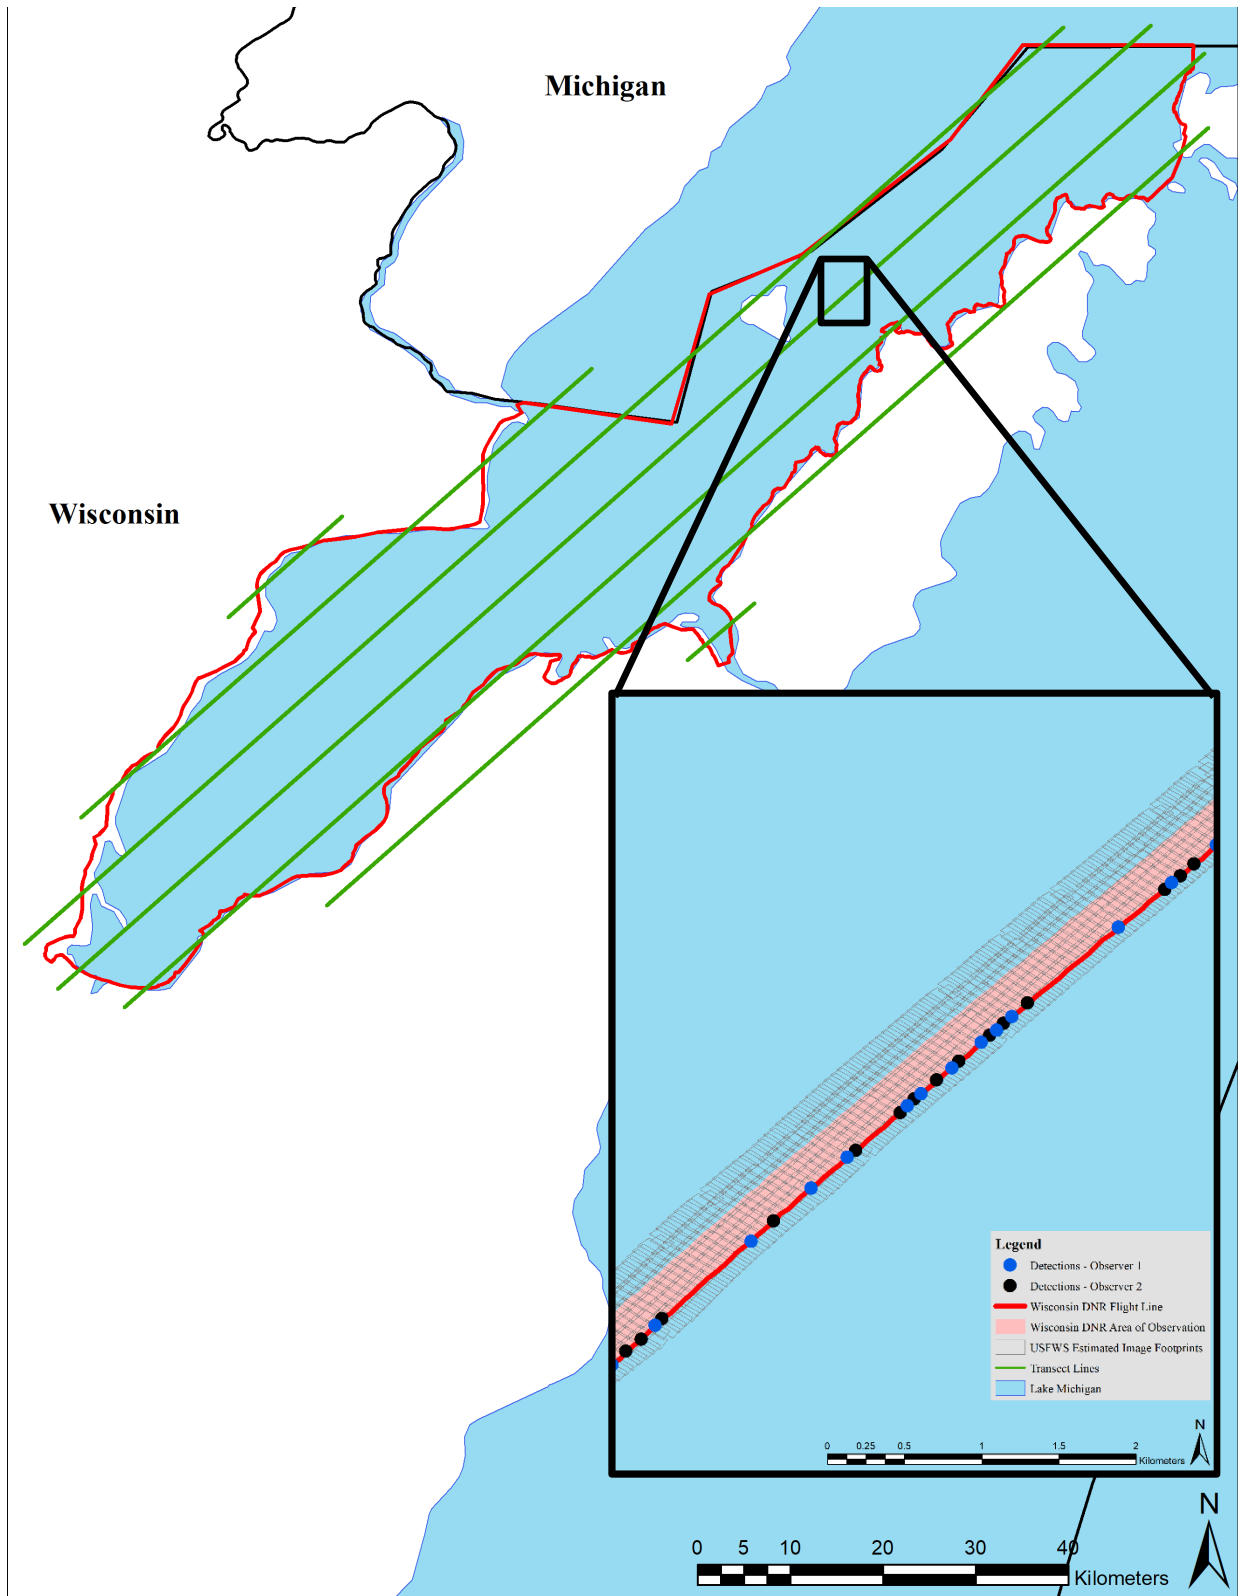 Michigan
Wisconsin
Legend
Detections - Observer 1
Detections - Observer 2
Wisconsin DNR Flight Line
Wisconsin DNR Area of Observation
USFWS Estimated Image Footprints
Transect Lines
Lake Michigan
N
0 0.25 0.5 1 1.5 2
Kilometers
N
0 5 10 20 30 40
Kilometers